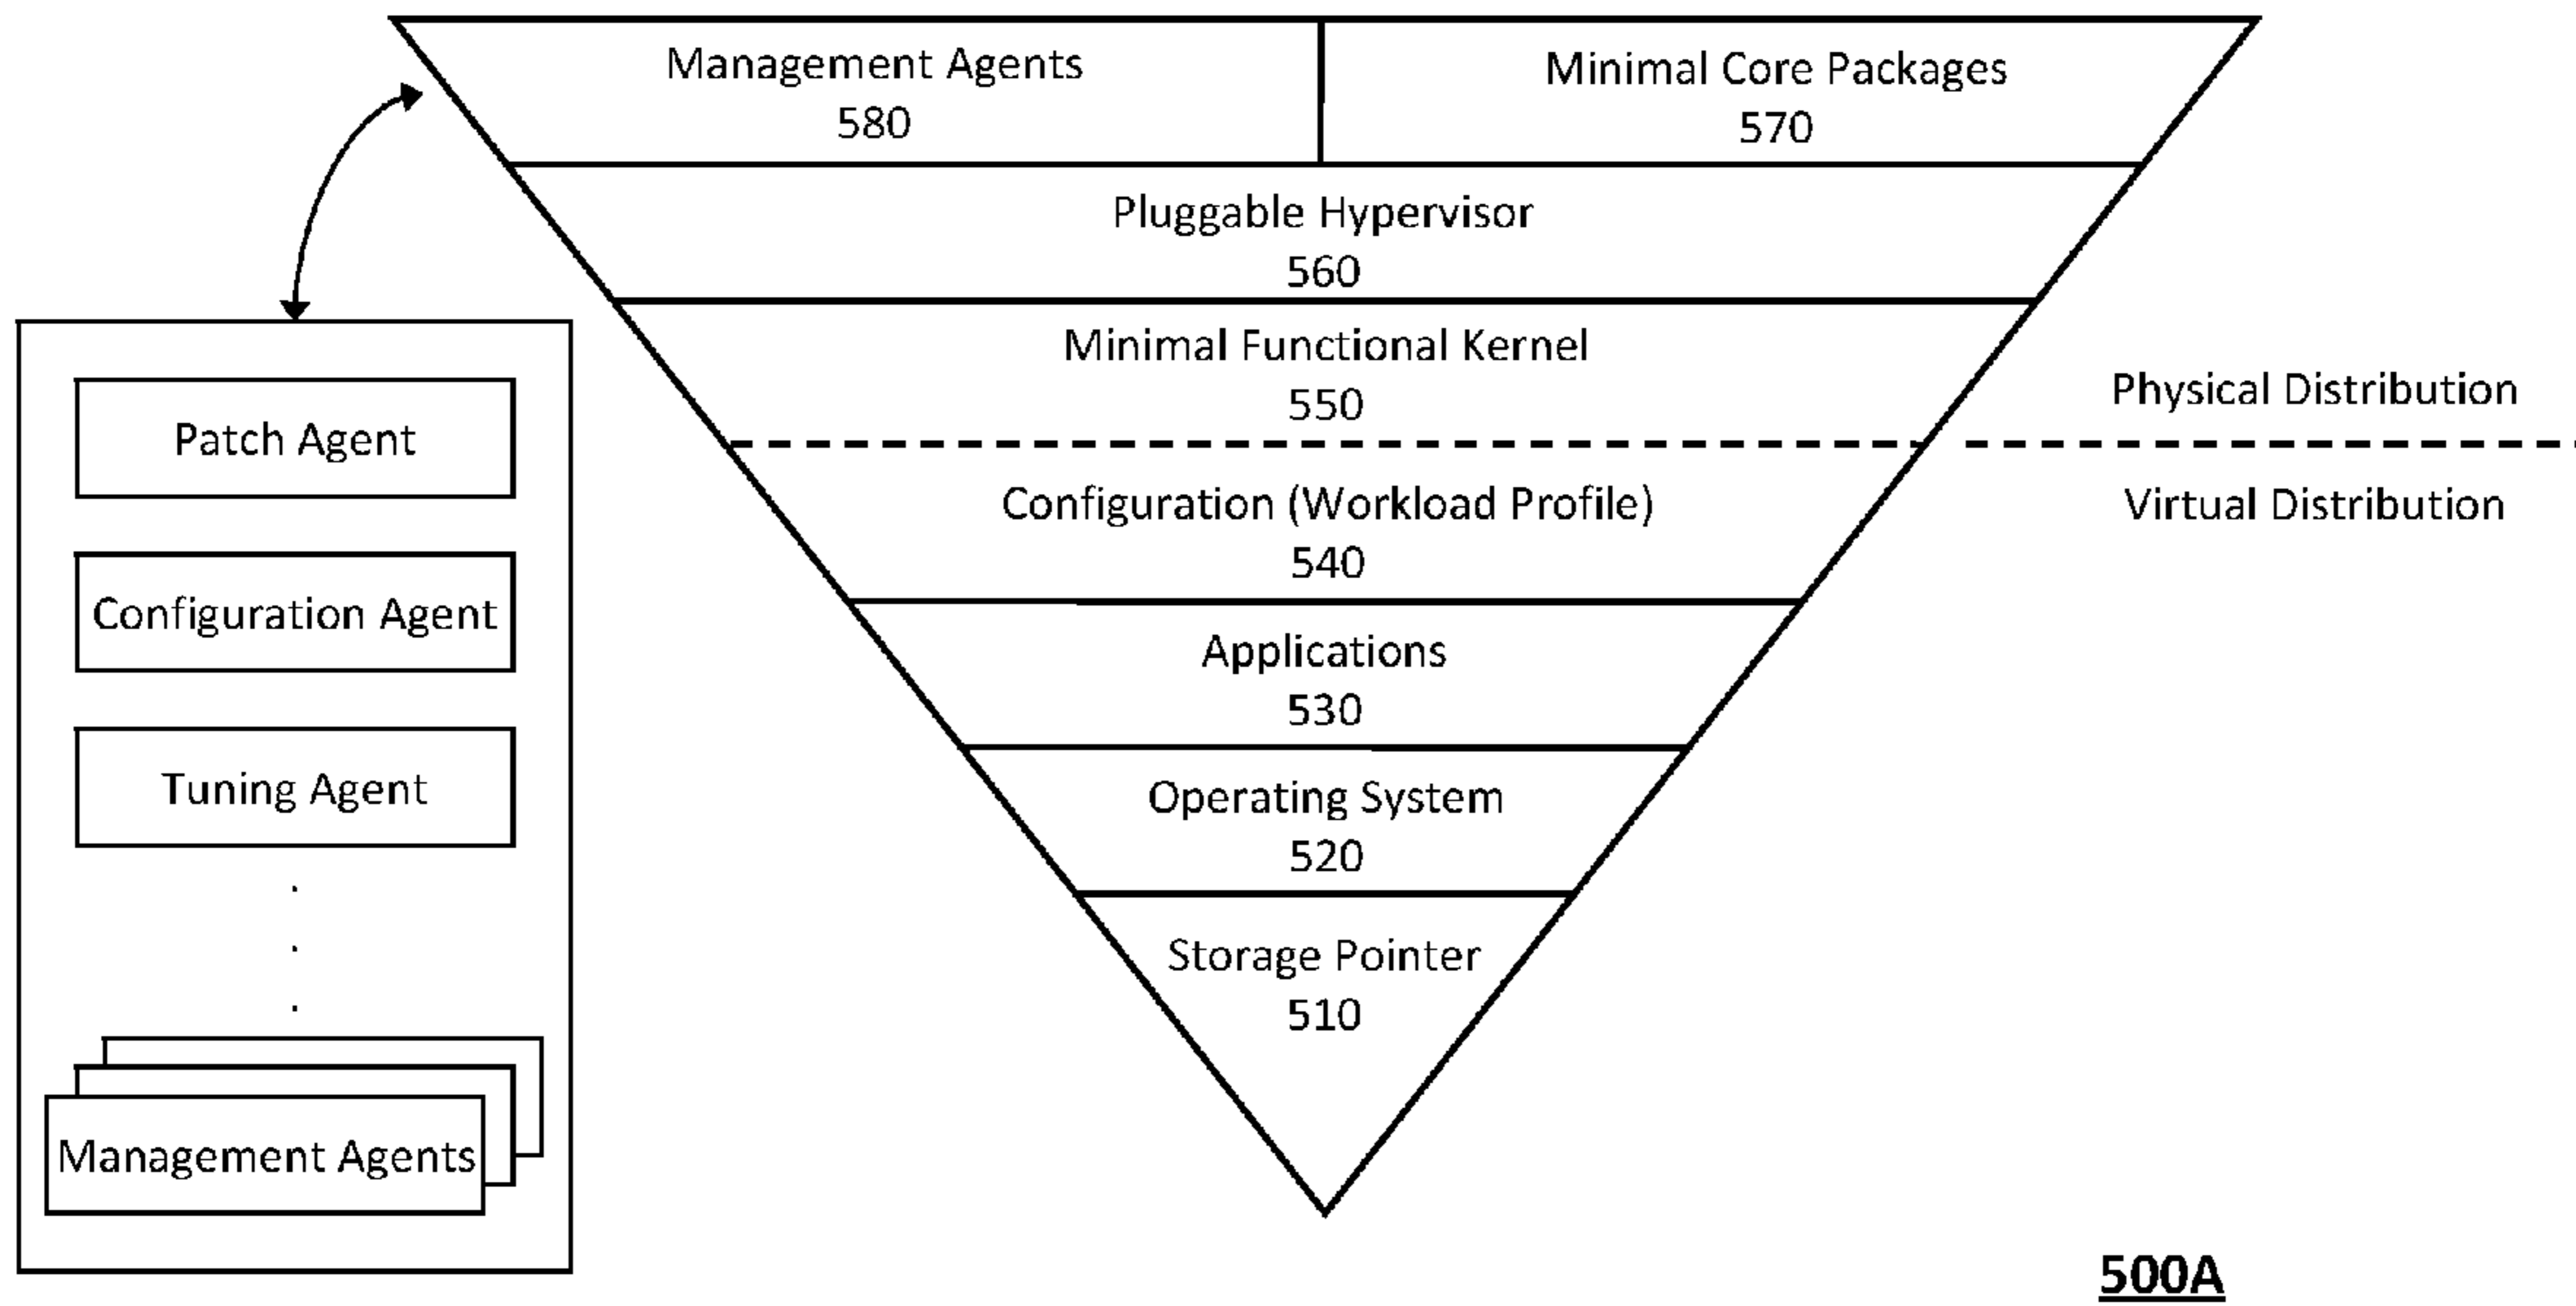 Management Agents
580
Minimal Core Packages
570
Pluggable Hypervisor
560
Minimal Functional Kernel
550
Physical Distribution
Configuration (Workload Profile)
540
Virtual Distribution
Applications
530
Operating System
520
Storage Pointer
510
Patch Agent
Configuration Agent
Tuning Agent
.
.
.
Management Agents
500A